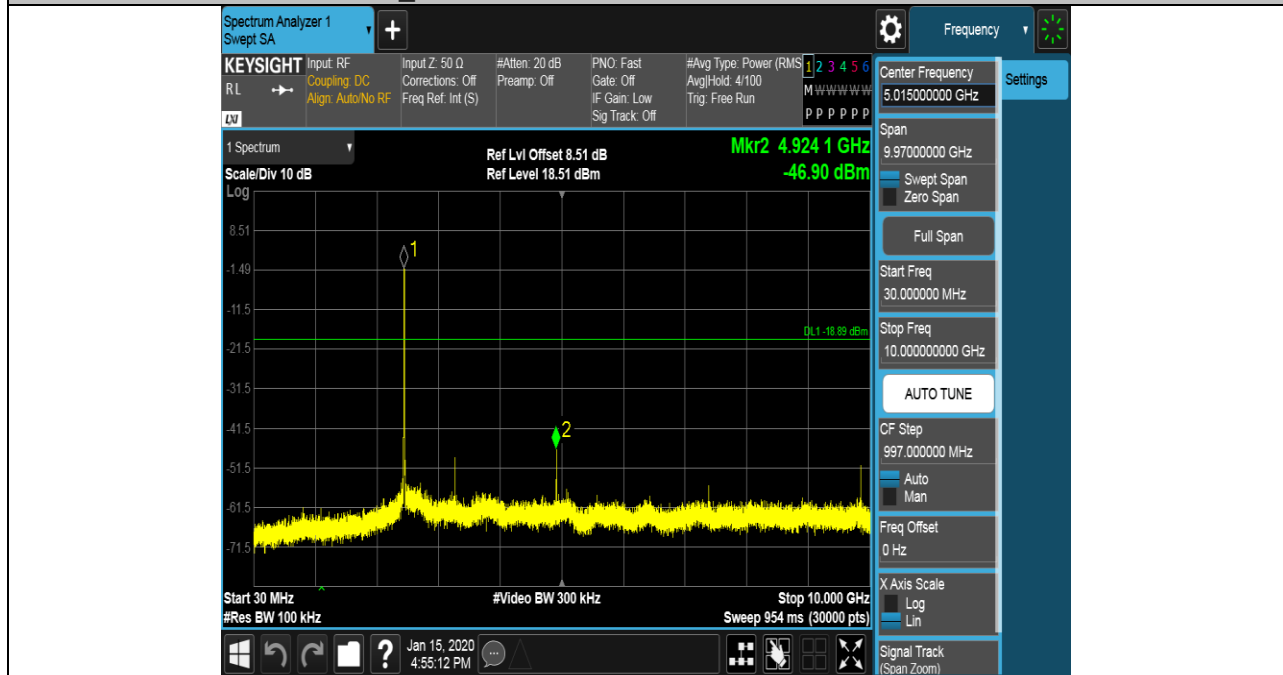 Spectrum Analyzer 1
Swept SA
+
Frequency
KEYSIGHT
RL
LXI
Input: RF
Coupling: DC
Align: Auto/No RF
Input Z: 50 Ω
Corrections: Off
Freq Ref: Int (S)
#Atten: 20 dB
Preamp: Off
PNO: Fast
Gate: Off
IF Gain: Low
Sig Track: Off
#Avg Type: Power (RMS
Avg|Hold: 4/100
Trig: Free Run
1 2 3 4 5 6
M W W W W W
P P P P P P
1 Spectrum
Scale/Div 10 dB
Ref Lvl Offset 8.51 dB
Ref Level 18.51 dBm
Mkr2 4.924 1 GHz
-46.90 dBm
Log
8.51
-1.49
-11.5
-21.5
-31.5
-41.5
-51.5
-61.5
-71.5
1
DL1 -18.89 dBm
2
Start 30 MHz
#Res BW 100 kHz
#Video BW 300 kHz
Stop 10.000 GHz
Sweep 954 ms (30000 pts)
Center Frequency
5.015000000 GHz
Settings
Span
9.97000000 GHz
Swept Span
Zero Span
Full Span
Start Freq
30.000000 MHz
Stop Freq
10.000000000 GHz
AUTO TUNE
CF Step
997.000000 MHz
Auto
Man
Freq Offset
0 Hz
X Axis Scale
Log
Lin
Signal Track
(Span Zoom)
?
Jan 15, 2020
4:55:12 PM